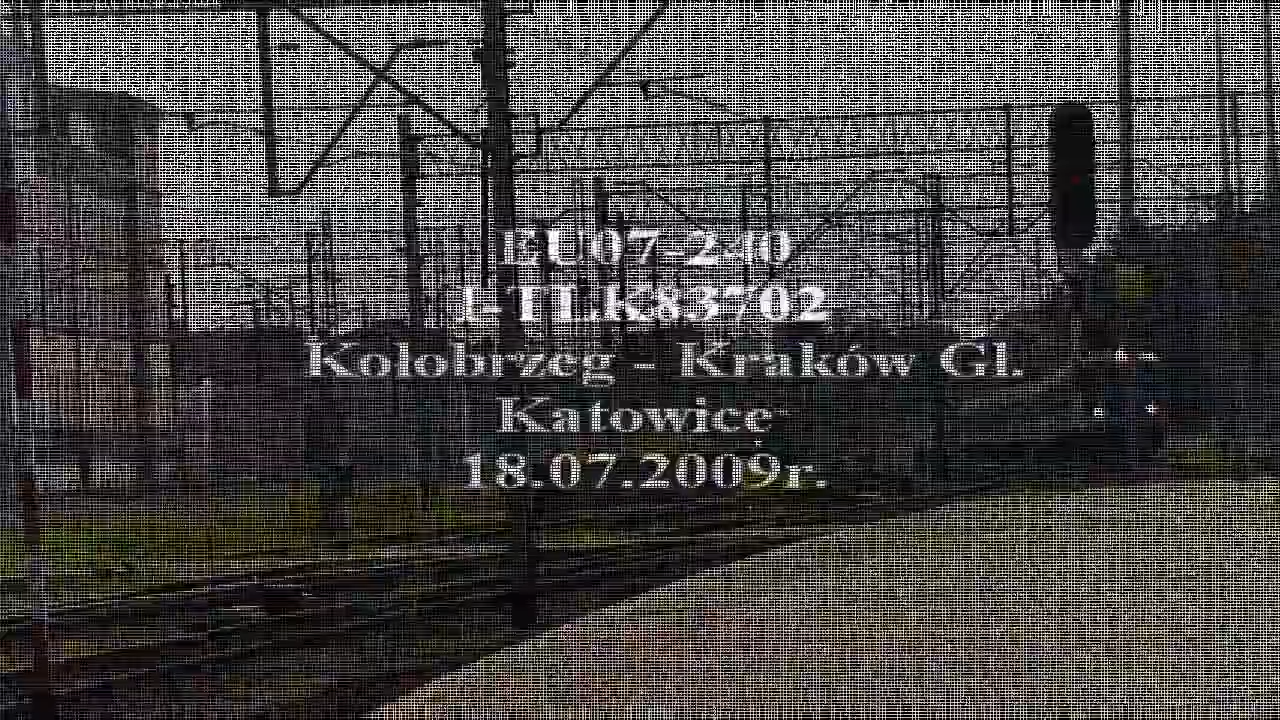 EU07-240
t-TLK83702
Kołobrzeg - Kraków Gł.
Katowice
18.07.2009r.